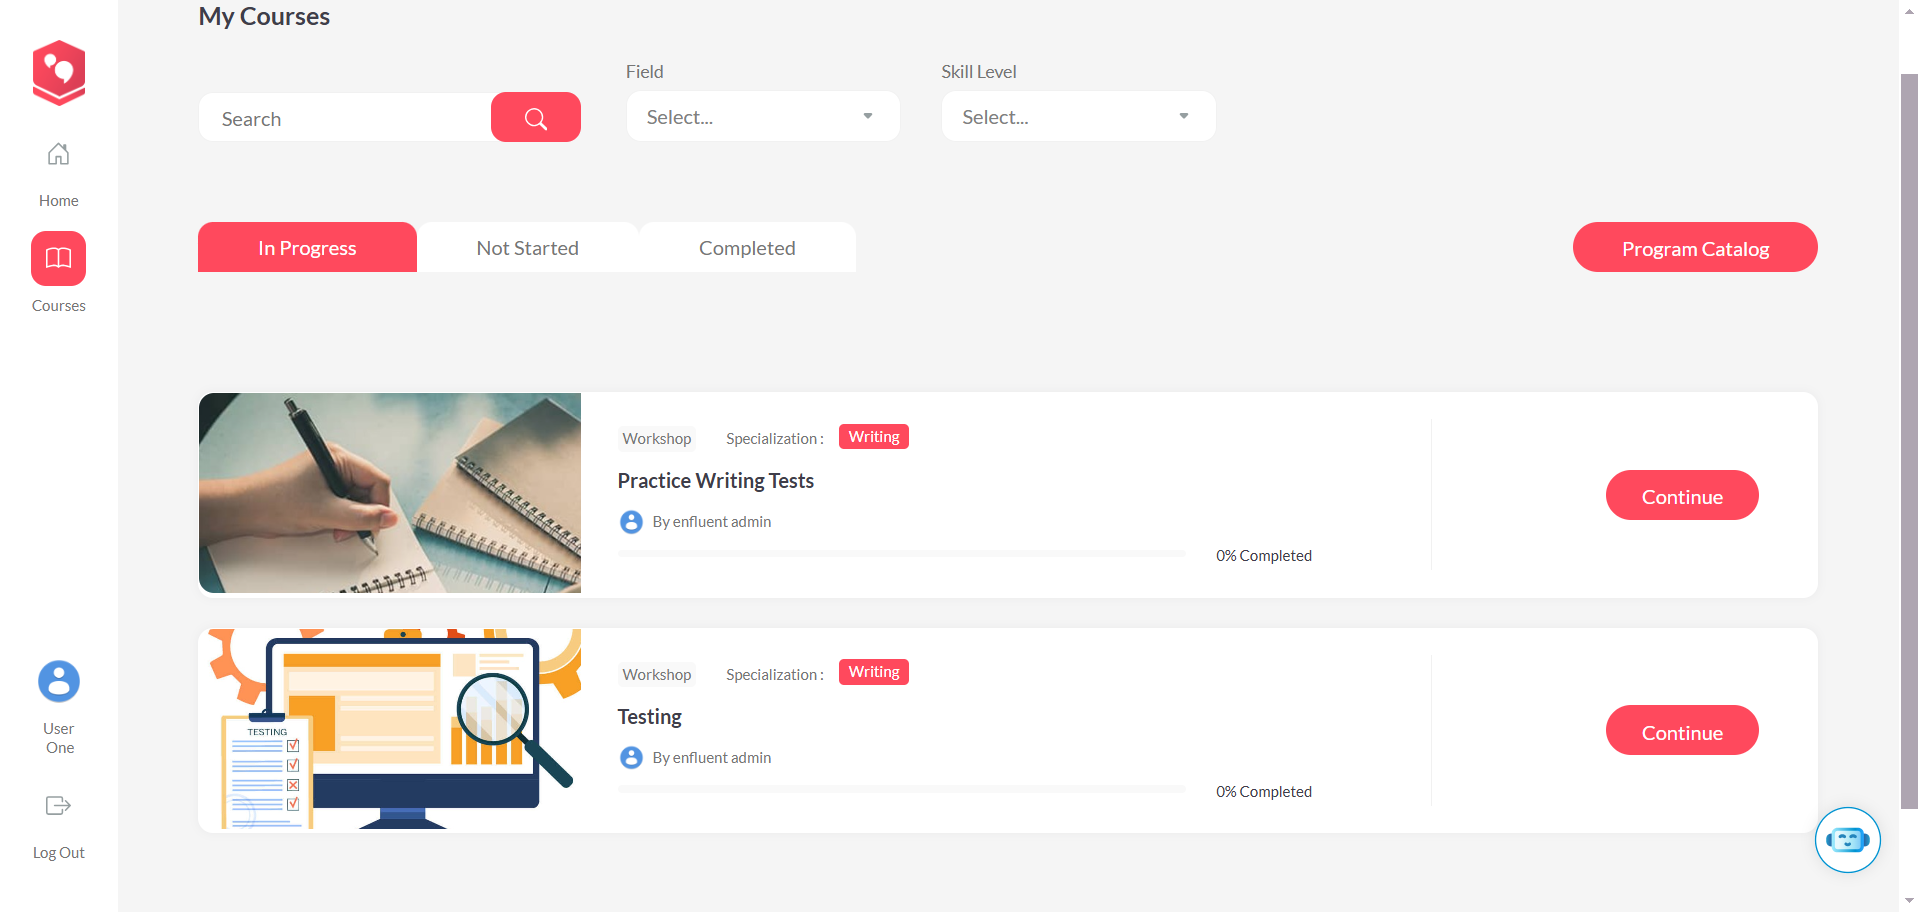 My Courses
Field
Skill Level
Search
Select...
Select...
Home
In Progress
Not Started
Completed
Program Catalog
Courses
Workshop
Specialization :
Writing
Practice Writing Tests
Continue
By enfluent admin
0% Completed
Workshop
Specialization :
Writing
Testing
TESTING
Continue
By enfluent admin
0% Completed
User
One
Log Out